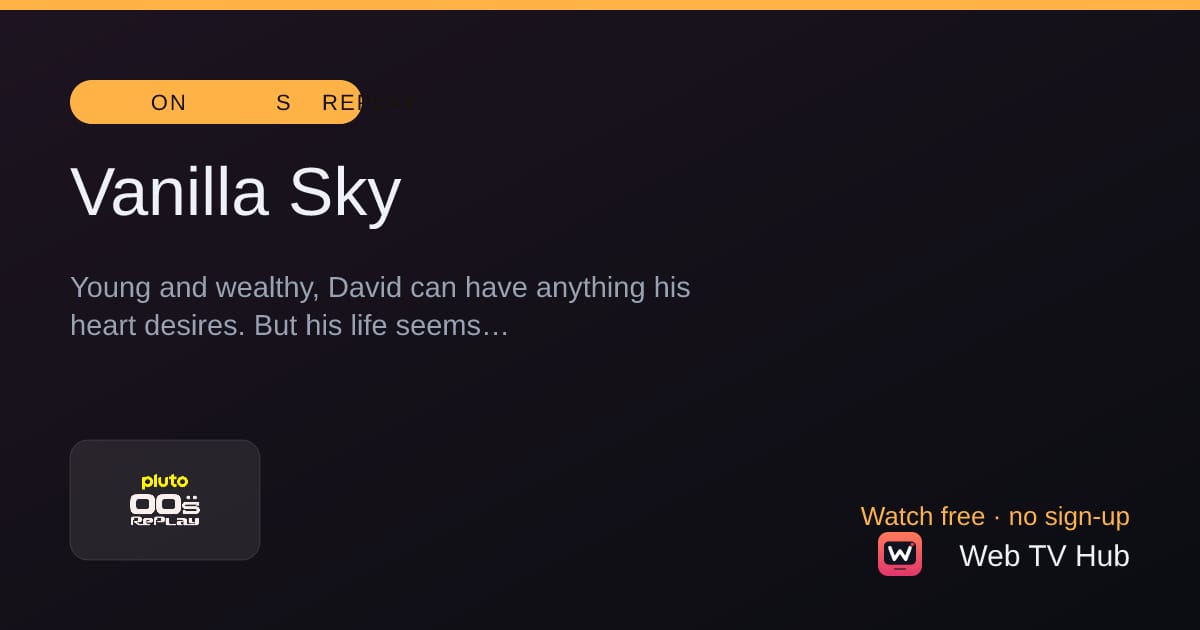 ON S REPLAY
Vanilla Sky
Young and wealthy, David can have anything his
heart desires. But his life seems…
pluto
00s
RePLay
Watch free · no sign-up
W
Web TV Hub